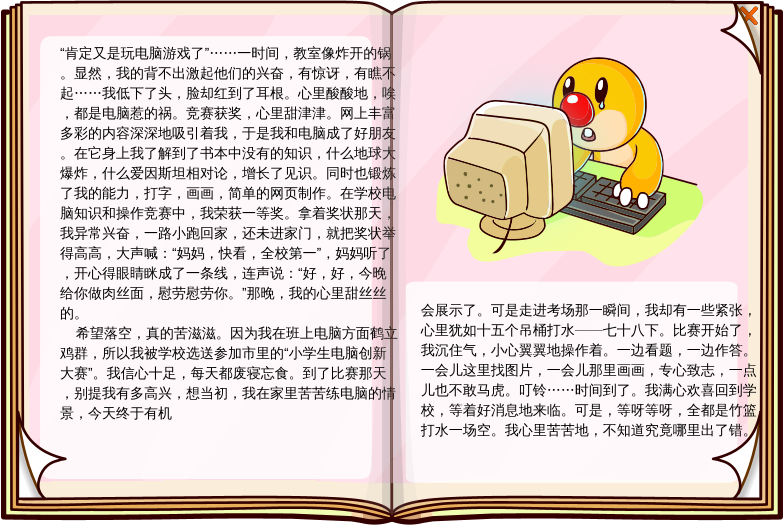 “肯定又是玩电脑游戏了”……一时间，教室像炸开的锅
。显然，我的背不出激起他们的兴奋，有惊讶，有瞧不
起……我低下了头，脸却红到了耳根。心里酸酸地，唉
，都是电脑惹的祸。竞赛获奖，心里甜津津。网上丰富
多彩的内容深深地吸引着我，于是我和电脑成了好朋友
。在它身上我了解到了书本中没有的知识，什么地球大
爆炸，什么爱因斯坦相对论，增长了见识。同时也锻炼
了我的能力，打字，画画，简单的网页制作。在学校电
脑知识和操作竞赛中，我荣获一等奖。拿着奖状那天，
我异常兴奋，一路小跑回家，还未进家门，就把奖状举
得高高，大声喊：“妈妈，快看，全校第一”，妈妈听了
，开心得眼睛眯成了一条线，连声说：“好，好，今晚
给你做肉丝面，慰劳慰劳你。”那晚，我的心里甜丝丝
的。
希望落空，真的苦滋滋。因为我在班上电脑方面鹤立
鸡群，所以我被学校选送参加市里的“小学生电脑创新
大赛”。我信心十足，每天都废寝忘食。到了比赛那天
，别提我有多高兴，想当初，我在家里苦苦练电脑的情
景，今天终于有机
会展示了。可是走进考场那一瞬间，我却有一些紧张，
心里犹如十五个吊桶打水——七十八下。比赛开始了，
我沉住气，小心翼翼地操作着。一边看题，一边作答。
一会儿这里找图片，一会儿那里画画，专心致志，一点
儿也不敢马虎。叮铃……时间到了。我满心欢喜回到学
校，等着好消息地来临。可是，等呀等呀，全都是竹篮
打水一场空。我心里苦苦地，不知道究竟哪里出了错。